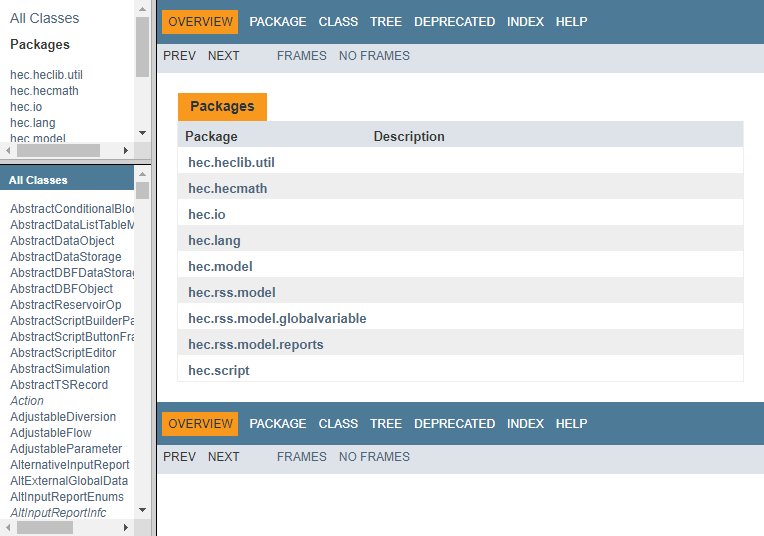 All Classes
Packages
hec.heclib.util
hec.hecmath
hec.io
hec.lang
hec.model
All Classes
AbstractConditionalBloc
AbstractDataListTableM
AbstractDataObject
AbstractDataStorage
AbstractDBFDataStorag
AbstractDBFObject
AbstractReservoirOp
AbstractScriptBuilderPa
AbstractScriptButtonFra
AbstractScriptEditor
AbstractSimulation
AbstractTSRecord
Action
AdjustableDiversion
AdjustableFlow
AdjustableParameter
AlternativeInputReport
AltExternalGlobalData
AltInputReportEnums
AltInputReportInfc
OVERVIEW PACKAGE CLASS TREE DEPRECATED INDEX HELP
PREV NEXT FRAMES NO FRAMES
Packages
Package Description
hec.heclib.util
hec.hecmath
hec.io
hec.lang
hec.model
hec.rss.model
hec.rss.model.globalvariable
hec.rss.model.reports
hec.script
OVERVIEW PACKAGE CLASS TREE DEPRECATED INDEX HELP
PREV NEXT FRAMES NO FRAMES